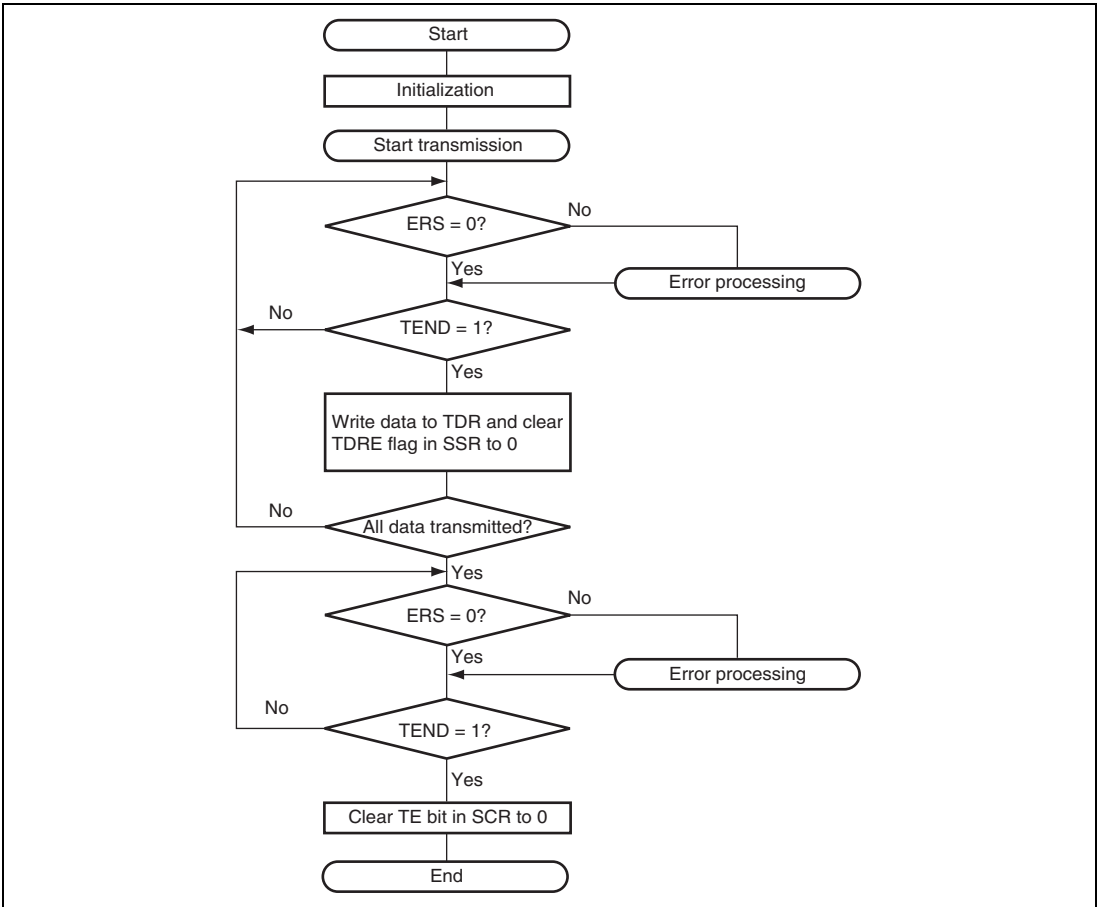 Start
Initialization
Start transmission
ERS = 0?
No
Yes
Error processing
No
TEND = 1?
Yes
Write data to TDR and clear
TDRE flag in SSR to 0
No
All data transmitted?
Yes
No
ERS = 0?
Yes
Error processing
No
TEND = 1?
Yes
Clear TE bit in SCR to 0
End